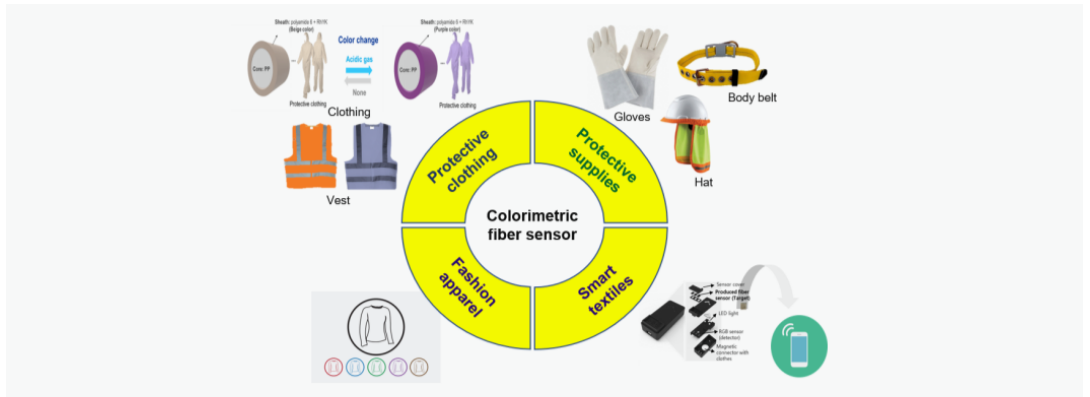 Sheath: polyamide 6 + RHYK
(Beige color)
Core: PP
Protective clothing
Color change
Acidic gas
None
Sheath: polyamide 6 + RHYK
(Purple color)
Core: PP
Protective clothing
Clothing
Vest
Gloves
Body belt
Hat
Protective
clothing
Protective
supplies
Colorimetric
fiber sensor
Fashion
apparel
Smart
textiles
Sensor cover
Produced fiber
sensor (Target)
LED light
RGB sensor
(detector)
Magnetic
connector with
clothes